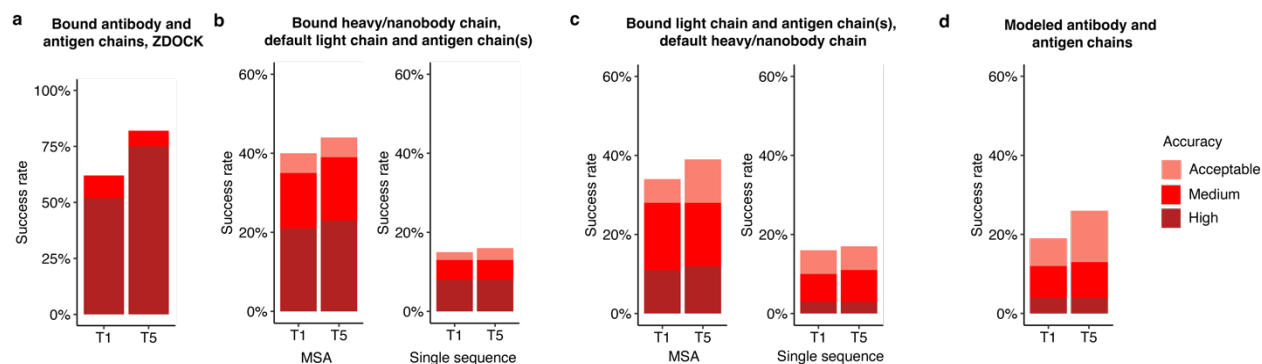 a
Bound antibody and
antigen chains, ZDOCK
100%
75%
50%
25%
0%
Success rate
T1 T5
b
Bound heavy/nanobody chain,
default light chain and antigen chain(s)
60%
40%
20%
0%
Success rate
T1 T5
MSA
60%
40%
20%
0%
Success rate
T1 T5
Single sequence
c
Bound light chain and antigen chain(s),
default heavy/nanobody chain
60%
40%
20%
0%
Success rate
T1 T5
MSA
60%
40%
20%
0%
Success rate
T1 T5
Single sequence
d
Modeled antibody and
antigen chains
60%
40%
20%
0%
Success rate
T1 T5
Accuracy
Acceptable
Medium
High